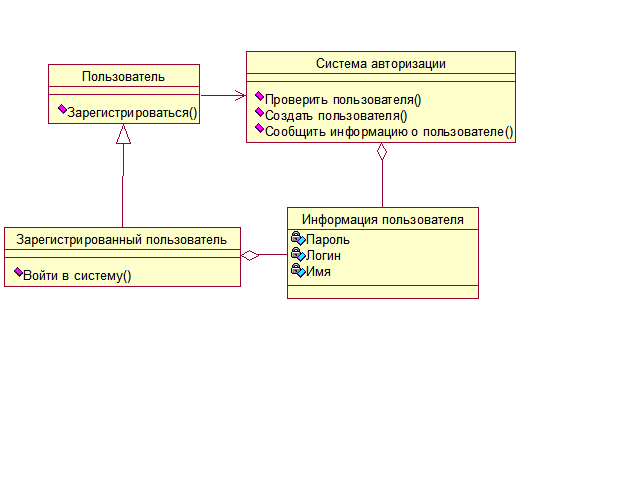 Пользователь
Зарегистрироваться()
Система авторизации
Проверить пользователя()
Создать пользователя()
Сообщить информацию о пользователе()
Зарегистрированный пользователь
Войти в систему()
Информация пользователя
Пароль
Логин
Имя